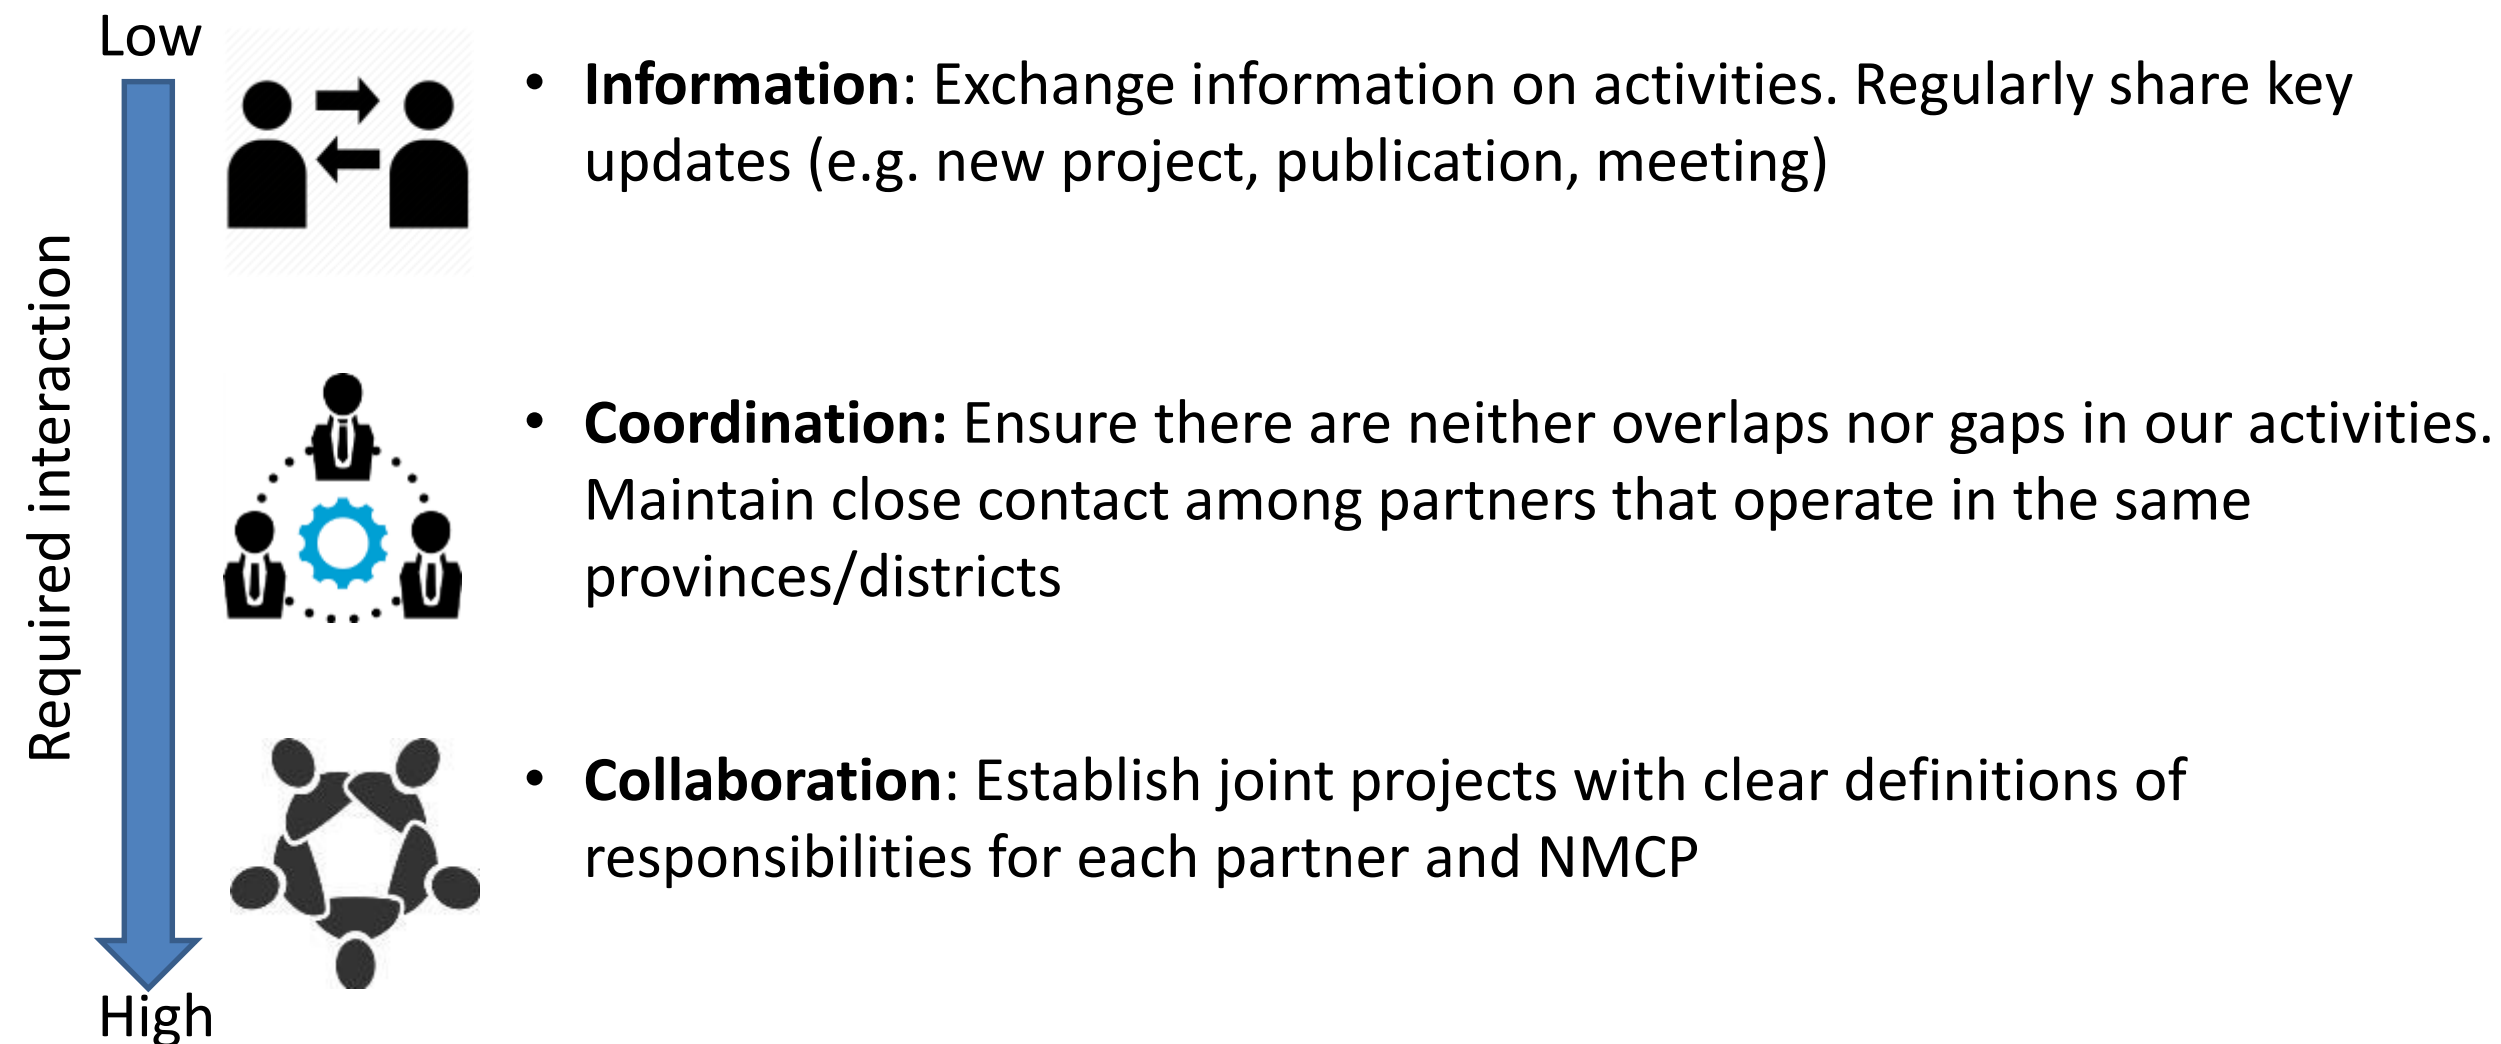 Low
Required interaction
High
• Information: Exchange information on activities. Regularly share key
updates (e.g. new project, publication, meeting)
• Coordination: Ensure there are neither overlaps nor gaps in our activities.
Maintain close contact among partners that operate in the same
provinces/districts
• Collaboration: Establish joint projects with clear definitions of
responsibilities for each partner and NMCP